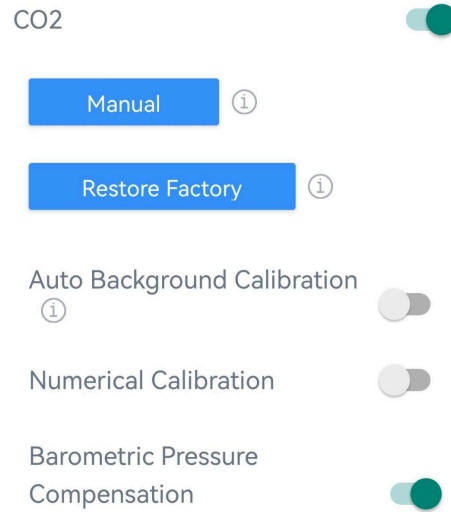 CO2
Manual
Restore Factory
Auto Background Calibration
Numerical Calibration
Barometric Pressure
Compensation